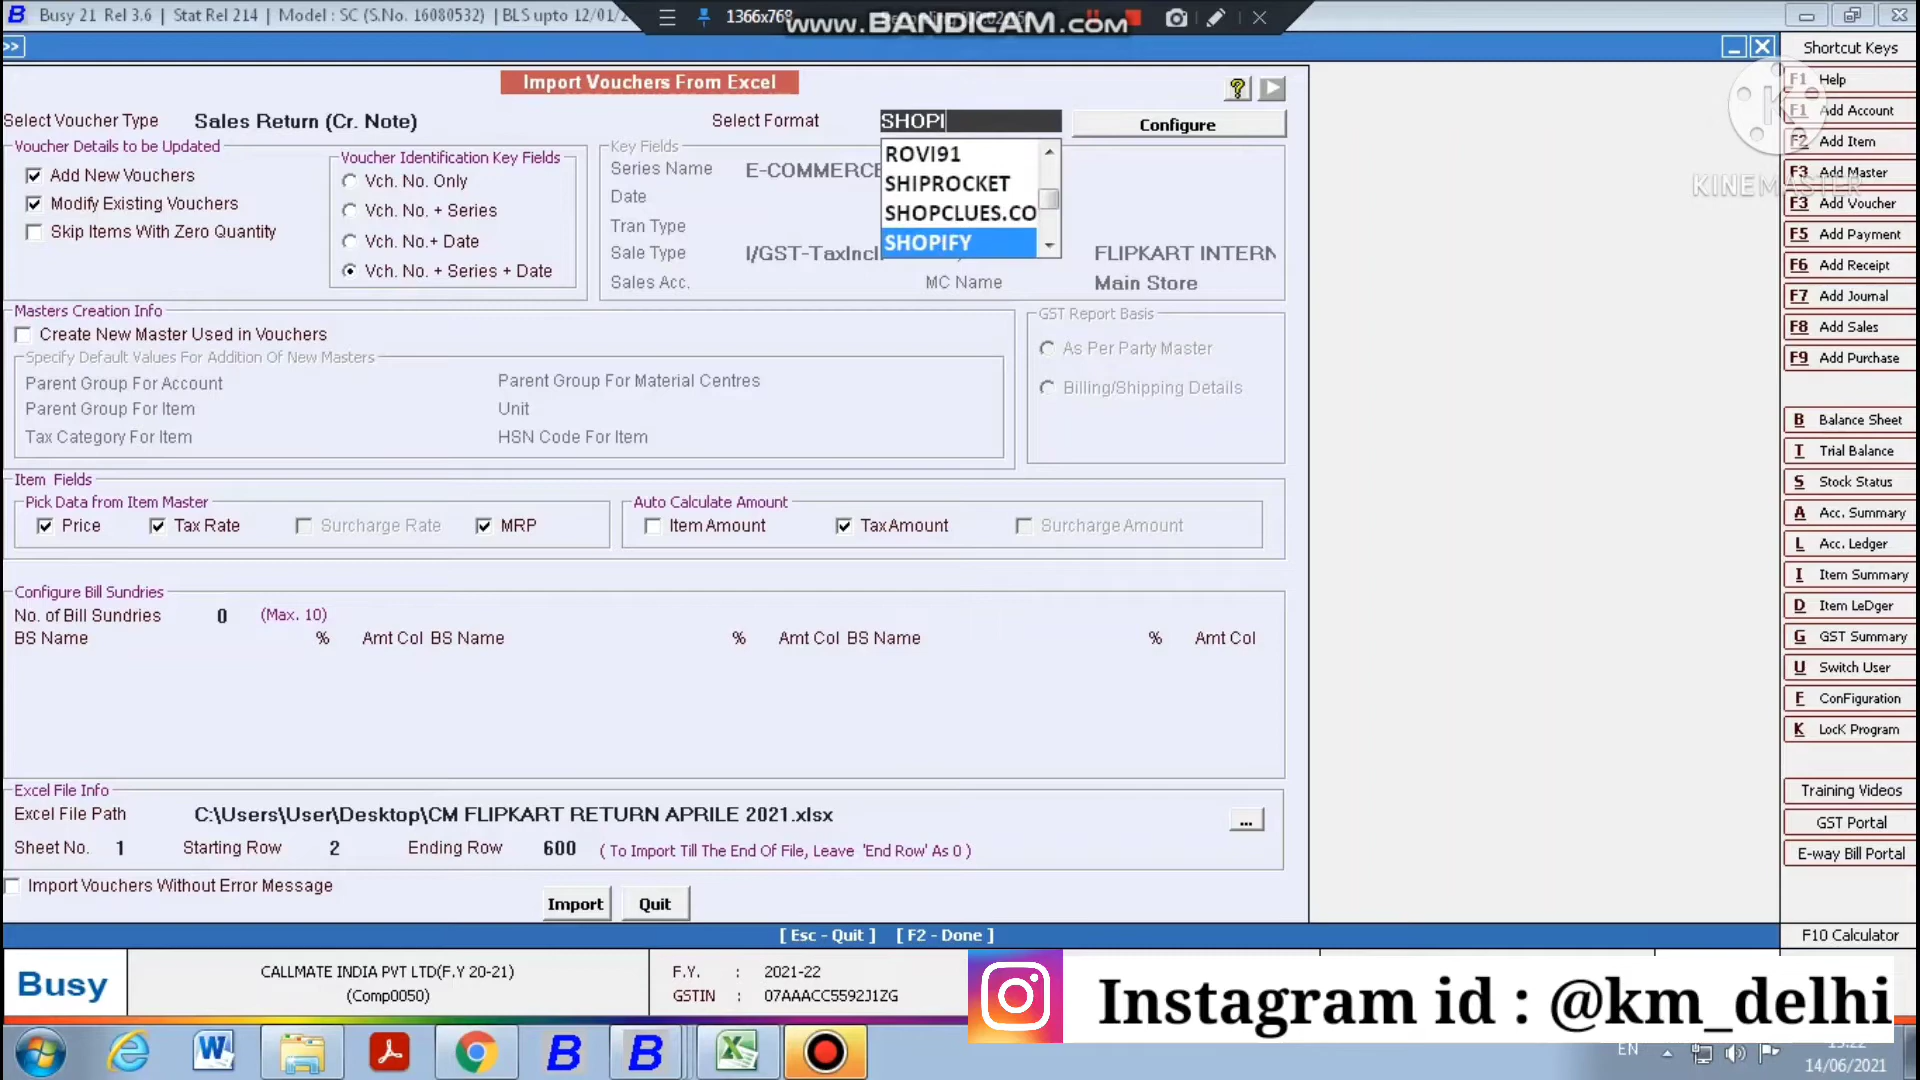 Busy 21 Rel 3.6 | Stat Rel 214 | Model : SC (S.No. 16080532) | BLS upto 12/01/2
1366x768
www.BANDICAM.com
>>
Shortcut Keys
Import Vouchers From Excel
Select Voucher Type Sales Return (Cr. Note) Select Format SHOPI Configure
ROVI91
SHIPROCKET
SHOPCLUES.CO
SHOPIFY
Voucher Details to be Updated
Add New Vouchers
Modify Existing Vouchers
Skip Items With Zero Quantity
Voucher Identification Key Fields
Vch. No. Only
Vch. No. + Series
Vch. No.+ Date
Vch. No. + Series + Date
Key Fields
Series Name E-COMMERCE
Date
Tran Type
Sale Type I/GST-TaxIncl FLIPKART INTERN
Sales Acc. MC Name Main Store
Masters Creation Info
Create New Master Used in Vouchers
Specify Default Values For Addition Of New Masters
Parent Group For Account Parent Group For Material Centres
Parent Group For Item Unit
Tax Category For Item HSN Code For Item
GST Report Basis
As Per Party Master
Billing/Shipping Details
Item Fields
Pick Data from Item Master
Price Tax Rate Surcharge Rate MRP
Auto Calculate Amount
Item Amount Tax Amount Surcharge Amount
Configure Bill Sundries
No. of Bill Sundries 0 (Max. 10)
BS Name % Amt Col BS Name % Amt Col BS Name % Amt Col
Excel File Info
Excel File Path C:\Users\User\Desktop\CM FLIPKART RETURN APRILE 2021.xlsx ...
Sheet No. 1 Starting Row 2 Ending Row 600 ( To Import Till The End Of File, Leave 'End Row' As 0 )
Import Vouchers Without Error Message
Import Quit
[ Esc - Quit ] [ F2 - Done ]
F1 Help
F1 Add Account
F2 Add Item
F3 Add Master
F3 Add Voucher
F5 Add Payment
F6 Add Receipt
F7 Add Journal
F8 Add Sales
F9 Add Purchase
B Balance Sheet
T Trial Balance
S Stock Status
A Acc. Summary
L Acc. Ledger
I Item Summary
D Item LeDger
G GST Summary
U Switch User
F ConFiguration
K LocK Program
Training Videos
GST Portal
E-way Bill Portal
F10 Calculator
K
KINEMASTER
Busy
CALLMATE INDIA PVT LTD(F.Y 20-21)
(Comp0050)
F.Y. : 2021-22
GSTIN : 07AAACC5592J1ZG
Instagram id : @km_delhi
EN
14/06/2021